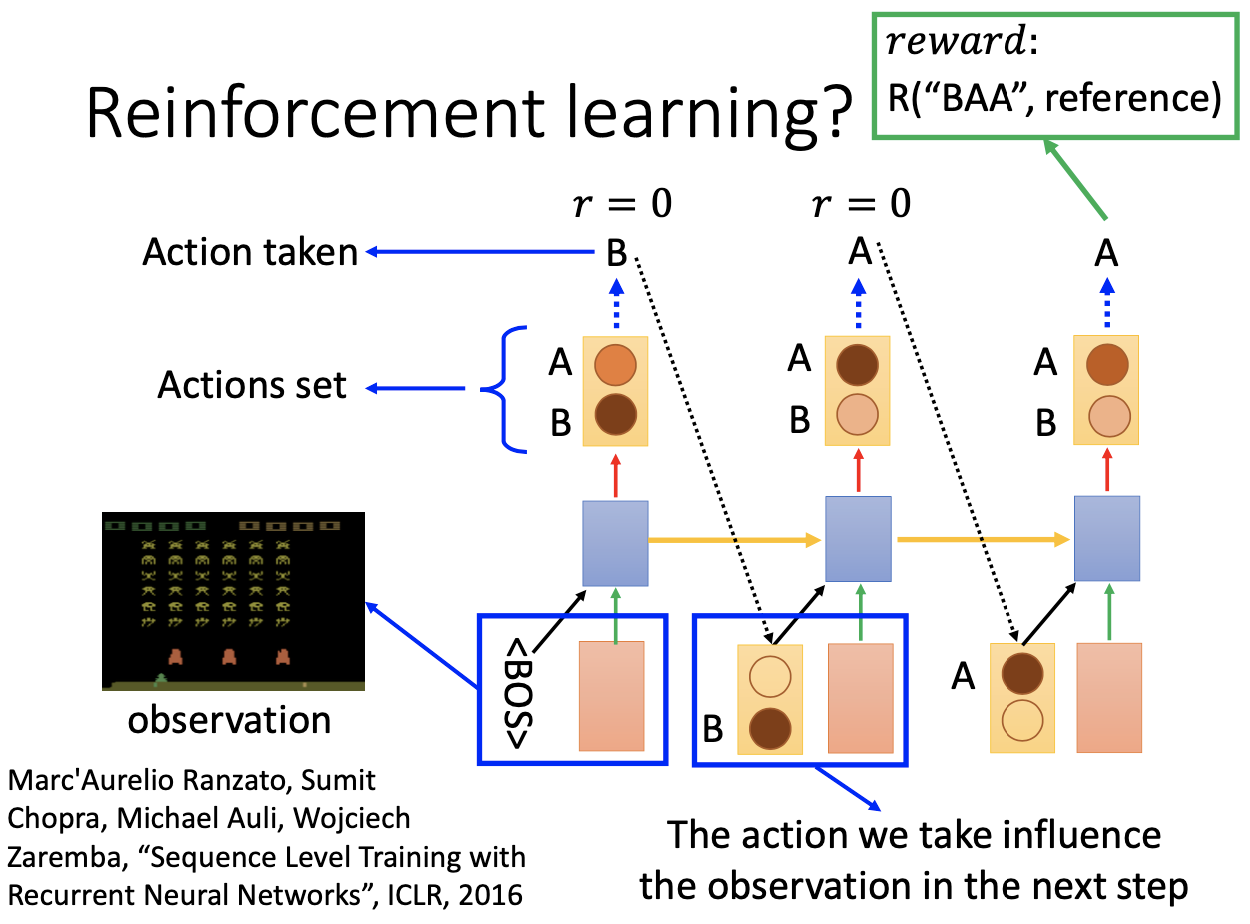 reward:
R(“BAA”, reference)
Reinforcement learning?
r = 0
r = 0
Action taken
B
A
A
Actions set
A
B
A
B
A
B
<BOS>
B
A
observation
Marc'Aurelio Ranzato, Sumit
Chopra, Michael Auli, Wojciech
Zaremba, “Sequence Level Training with
Recurrent Neural Networks”, ICLR, 2016
The action we take influence
the observation in the next step